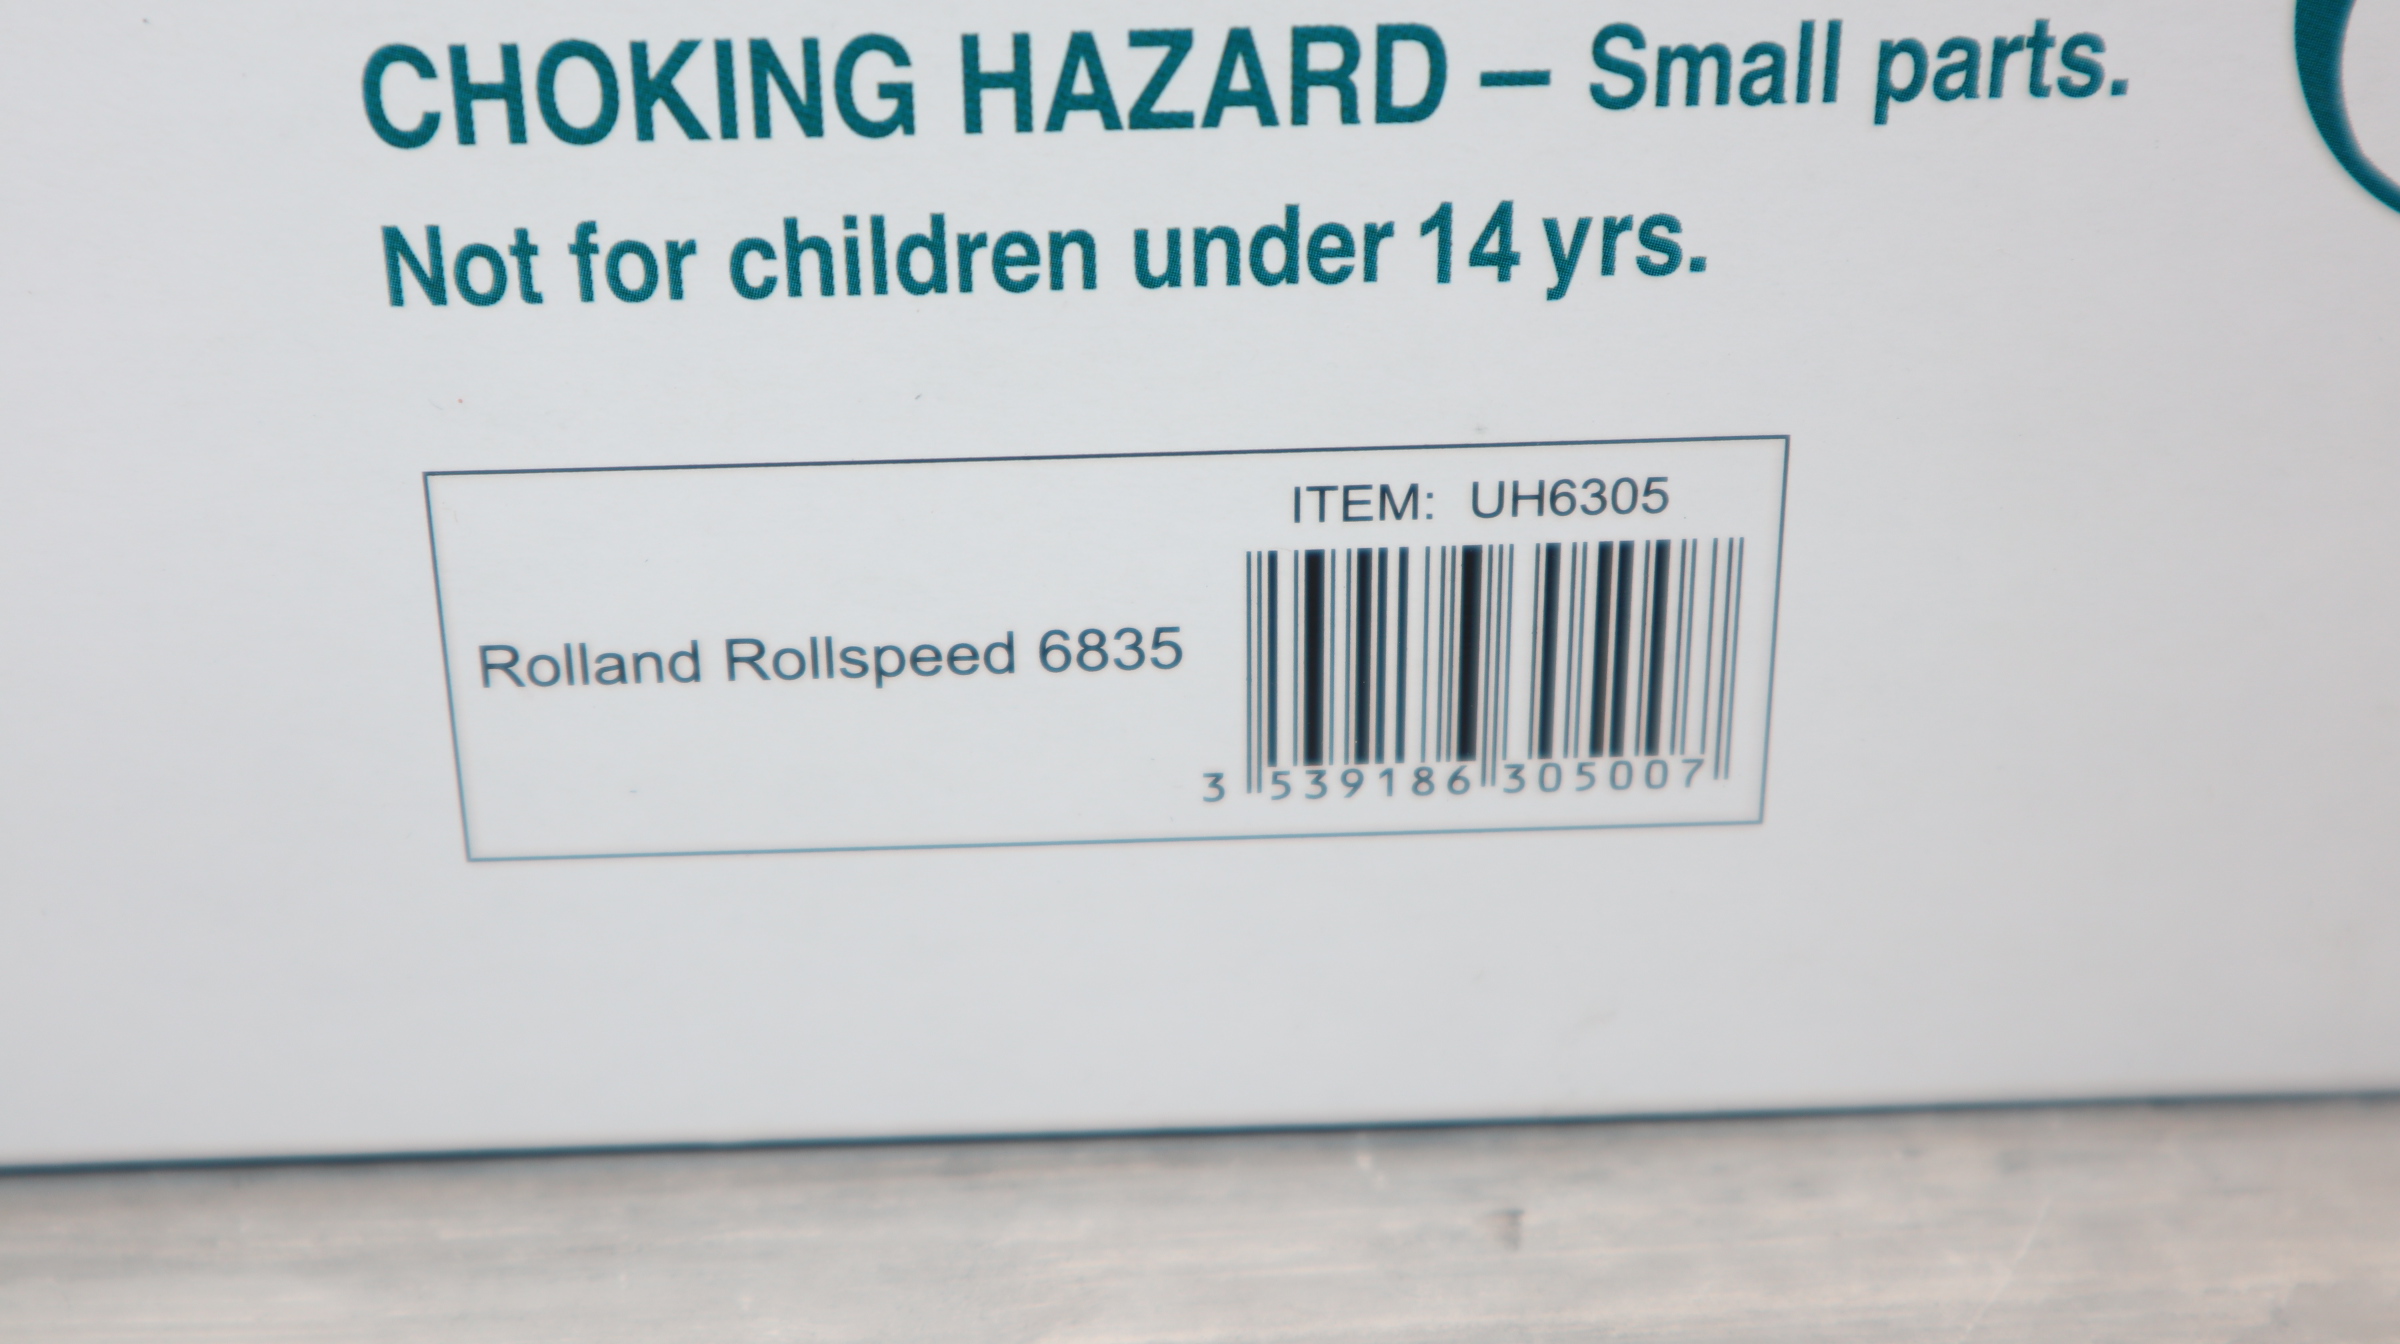 CHOKING HAZARD – Small parts.
Not for children under 14 yrs.
ITEM: UH6305
Rolland Rollspeed 6835
3 539186 305007